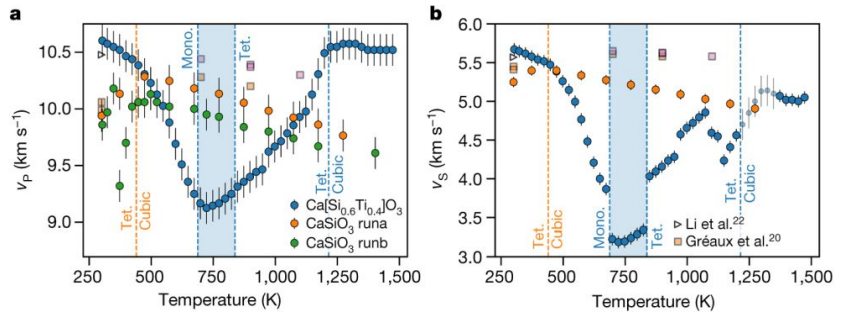 a
10.5
10.0
9.5
9.0
vP (km s−1)
Mono.
Tet.
Tet.
Cubic
Tet.
Cubic
Ca[Si0.6Ti0.4]O3
CaSiO3 runa
CaSiO3 runb
250 500 750 1,000 1,250 1,500
Temperature (K)
b
6.0
5.5
5.0
4.5
4.0
3.5
3.0
vS (km s−1)
Tet.
Cubic
Mono.
Tet.
Tet.
Cubic
Li et al.22
Gréaux et al.20
250 500 750 1,000 1,250 1,500
Temperature (K)